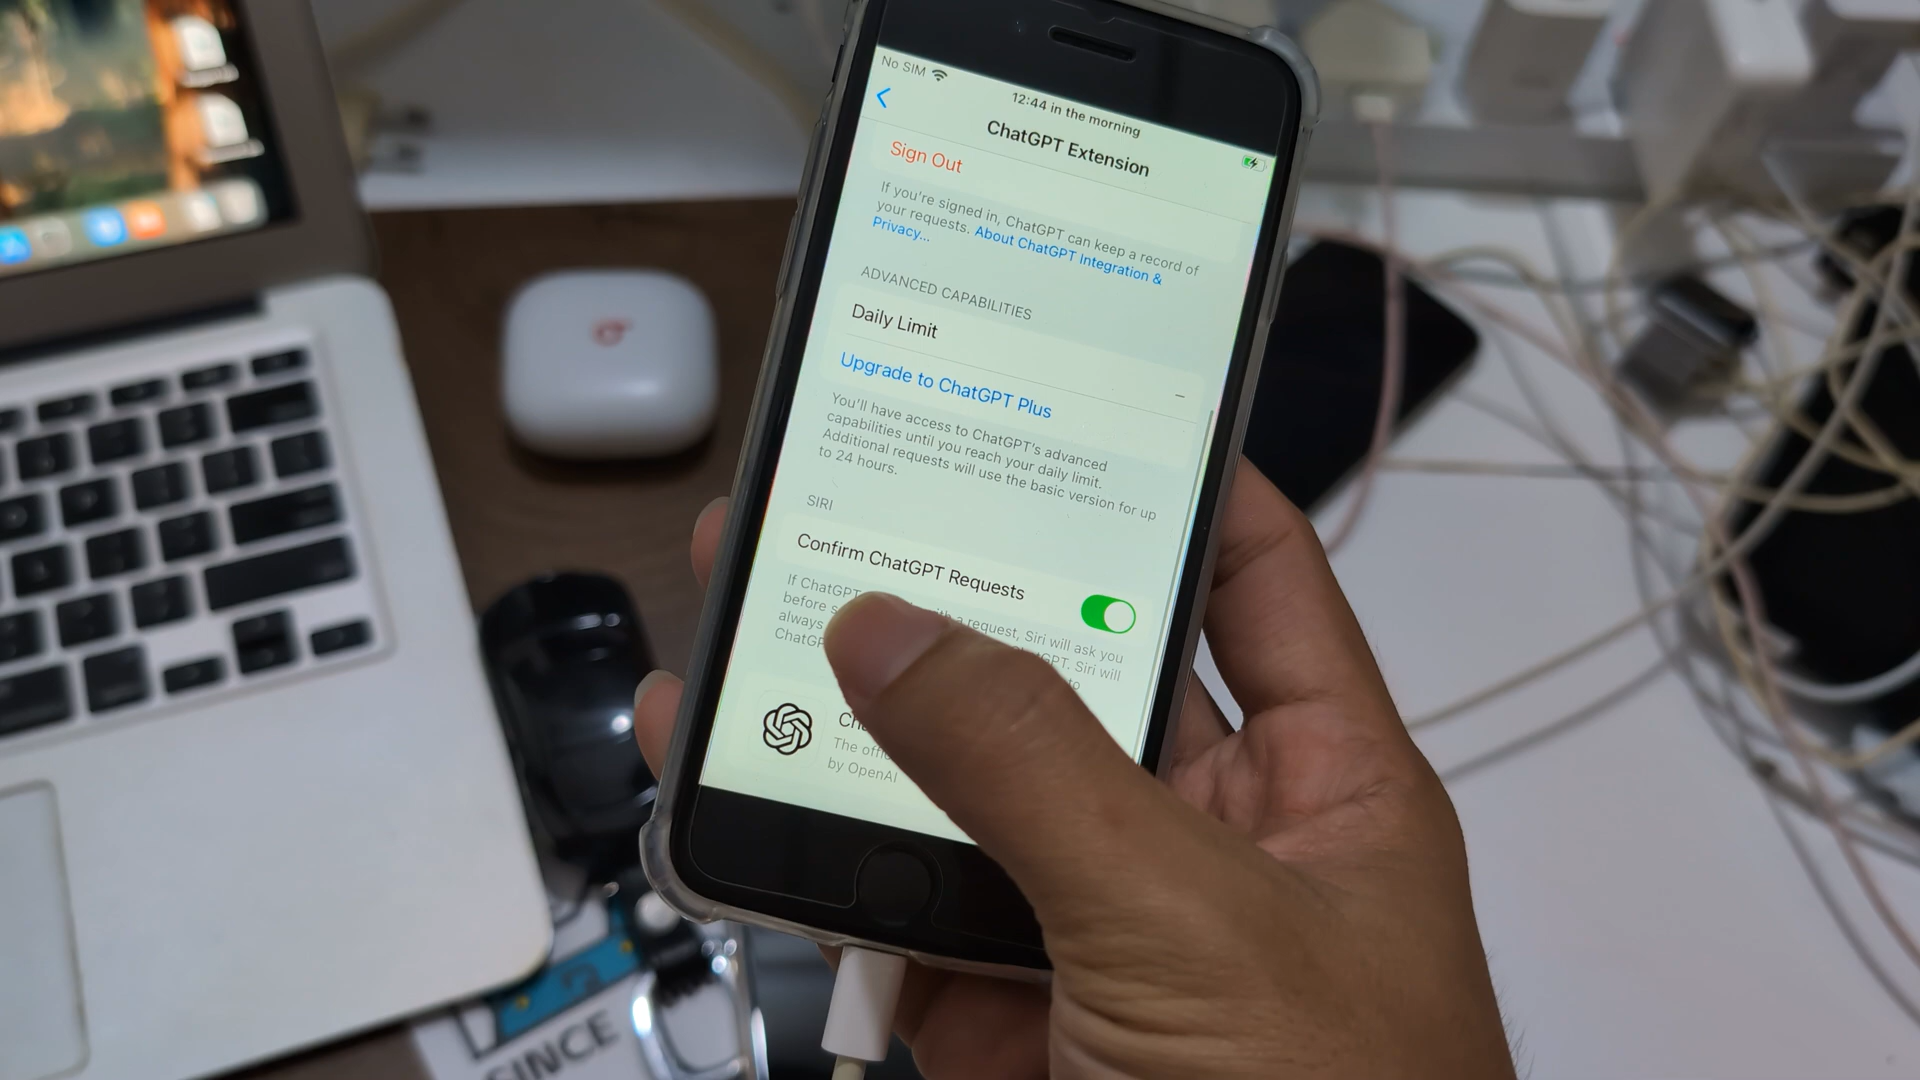 No SIM
12:44 in the morning
ChatGPT Extension
Sign Out
If you're signed in, ChatGPT can keep a record of
your requests. About ChatGPT Integration &
Privacy...
ADVANCED CAPABILITIES
Daily Limit
–
Upgrade to ChatGPT Plus
You'll have access to ChatGPT's advanced
capabilities until you reach your daily limit.
Additional requests will use the basic version for up
to 24 hours.
SIRI
Confirm ChatGPT Requests
If ChatGPT with a request, Siri will ask you
before Siri will
always to
The
by OpenAI
SINCE